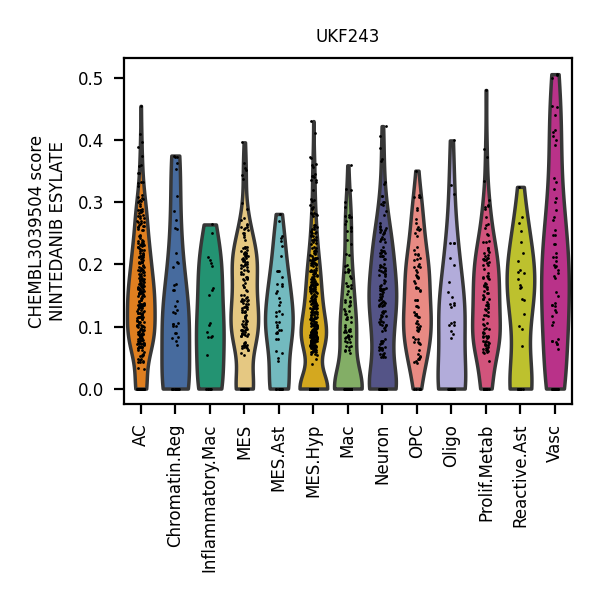 UKF243
CHEMBL3039504 score
NINTEDANIB ESYLATE
0.5
0.4
0.3
0.2
0.1
0.0
AC
Chromatin.Reg
Inflammatory.Mac
MES
MES.Ast
MES.Hyp
Mac
Neuron
OPC
Oligo
Prolif.Metab
Reactive.Ast
Vasc